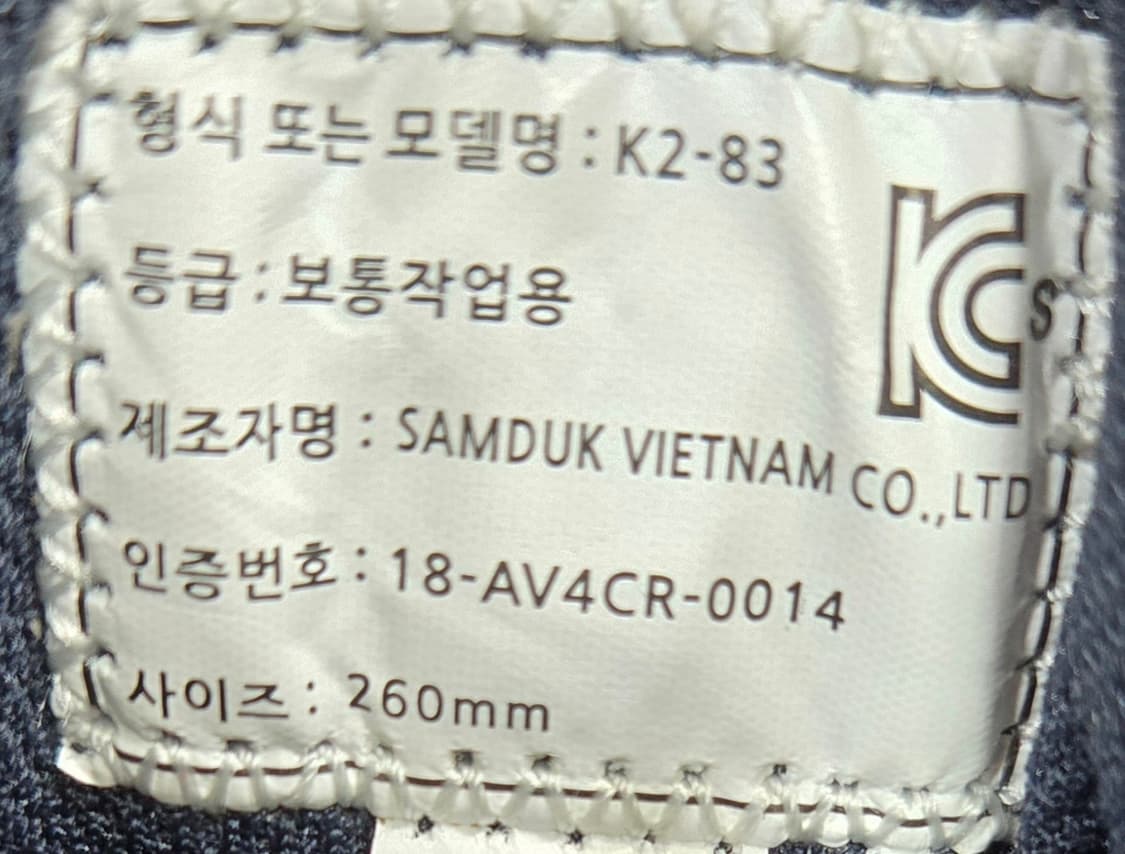 형식 또는 모델명 : K2-83
KCs
등급 : 보통작업용
제조자명 : SAMDUK VIETNAM CO.,LTD
인증번호 : 18-AV4CR-0014
사이즈 : 260mm